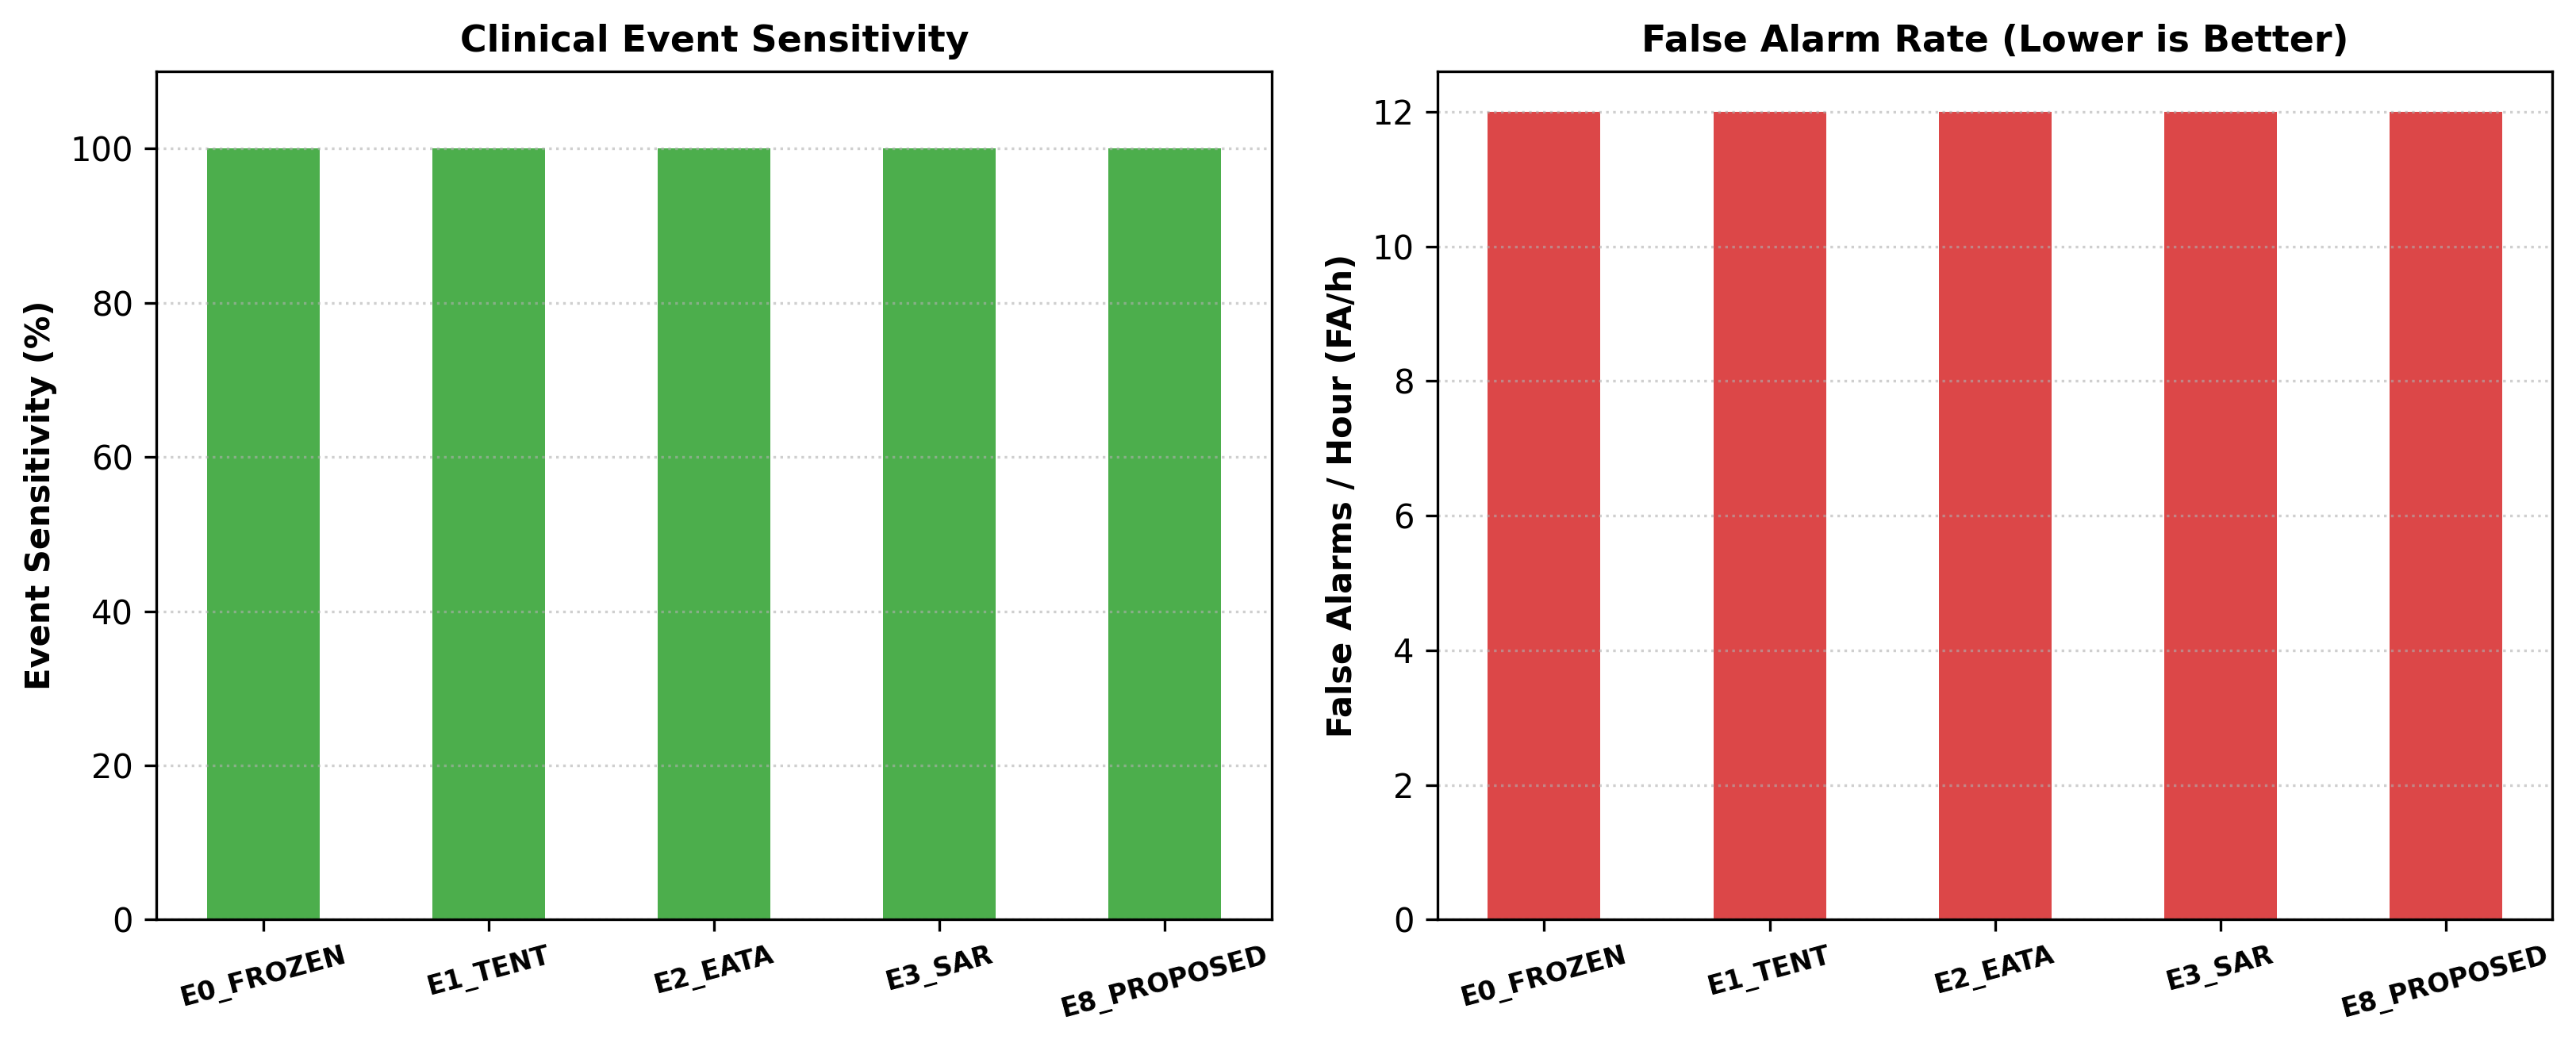 Clinical Event Sensitivity
Event Sensitivity (%)
100
80
60
40
20
0
E0_FROZEN
E1_TENT
E2_EATA
E3_SAR
E8_PROPOSED
False Alarm Rate (Lower is Better)
False Alarms / Hour (FA/h)
12
10
8
6
4
2
0
E0_FROZEN
E1_TENT
E2_EATA
E3_SAR
E8_PROPOSED